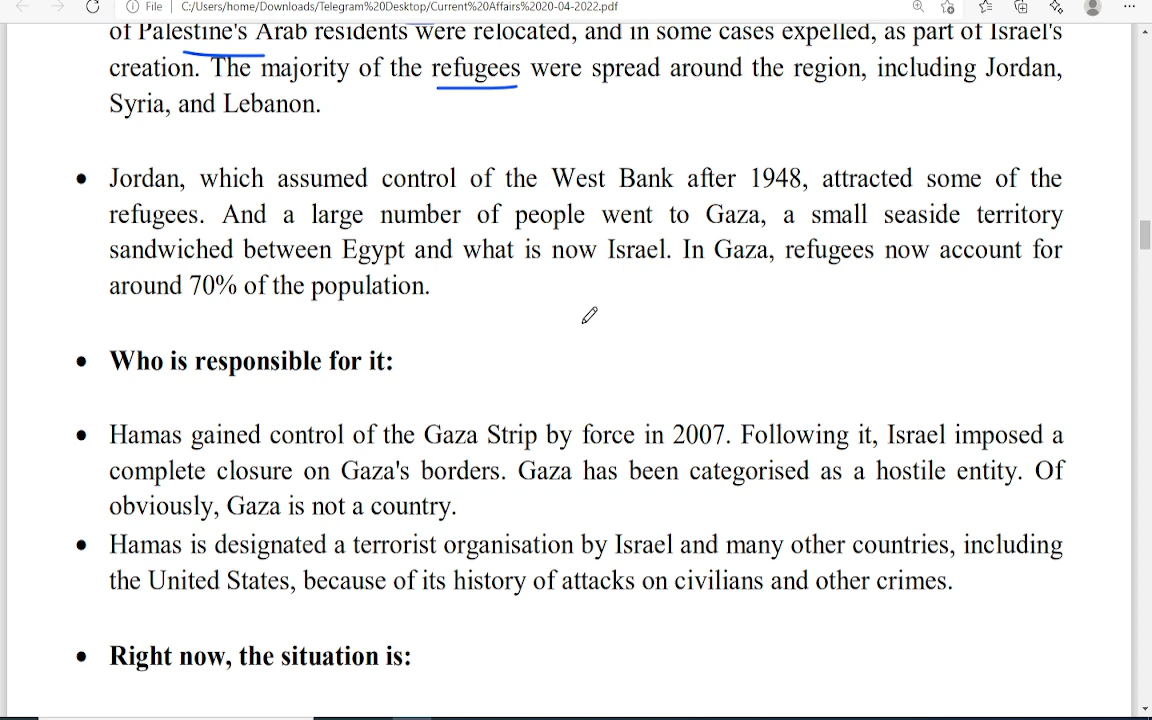 File | C:/Users/home/Downloads/Telegram%20Desktop/Current%20Affairs%2020-04-2022.pdf
of Palestine's Arab residents were relocated, and in some cases expelled, as part of Israel's
creation. The majority of the refugees were spread around the region, including Jordan,
Syria, and Lebanon.
• Jordan, which assumed control of the West Bank after 1948, attracted some of the
refugees. And a large number of people went to Gaza, a small seaside territory
sandwiched between Egypt and what is now Israel. In Gaza, refugees now account for
around 70% of the population.
• Who is responsible for it:
• Hamas gained control of the Gaza Strip by force in 2007. Following it, Israel imposed a
complete closure on Gaza's borders. Gaza has been categorised as a hostile entity. Of
obviously, Gaza is not a country.
• Hamas is designated a terrorist organisation by Israel and many other countries, including
the United States, because of its history of attacks on civilians and other crimes.
• Right now, the situation is: